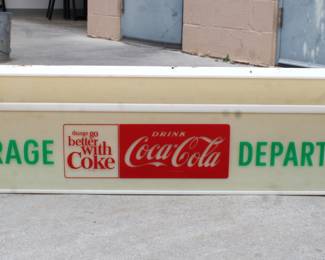 RAGE
things go
better
with
Coke
DRINK
Coca-Cola
DEPART